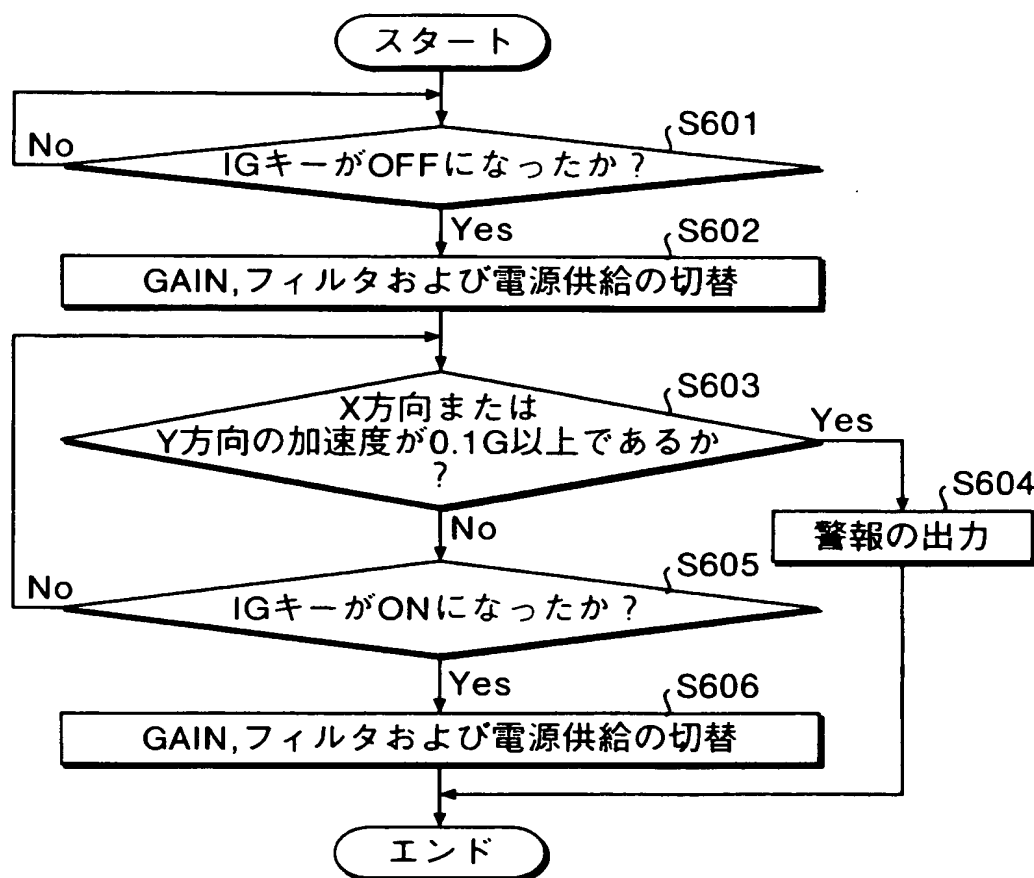 スタート
S601
No
IGキーがOFFになったか？
Yes
S602
GAIN,フィルタおよび電源供給の切替
S603
X方向または
Y方向の加速度が0.1G以上であるか
？
Yes
No
S604
警報の出力
S605
No
IGキーがONになったか？
Yes
S606
GAIN,フィルタおよび電源供給の切替
エンド